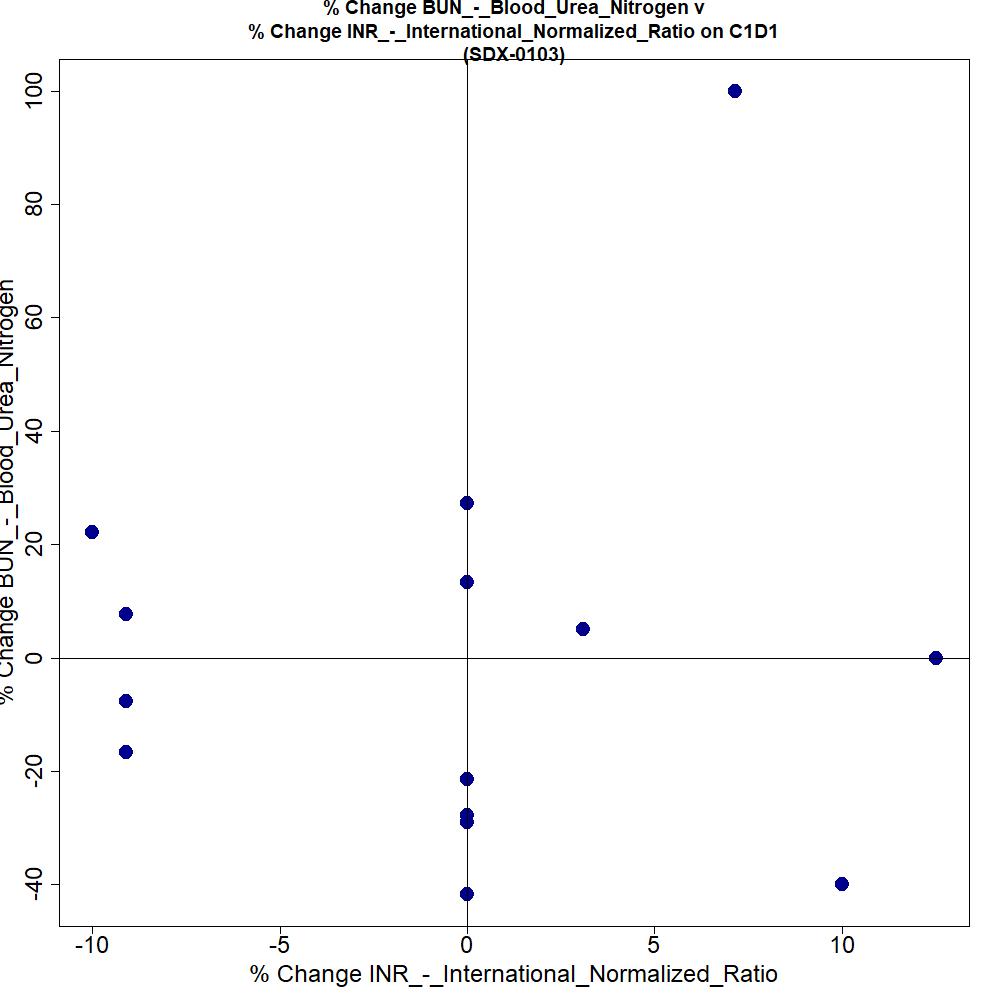 % Change BUN_-_Blood_Urea_Nitrogen v
% Change INR_-_International_Normalized_Ratio on C1D1
(SDX-0103)
% Change BUN_-_Blood_Urea_Nitrogen
100
80
60
40
20
0
-20
-40
-10
-5
0
5
10
% Change INR_-_International_Normalized_Ratio